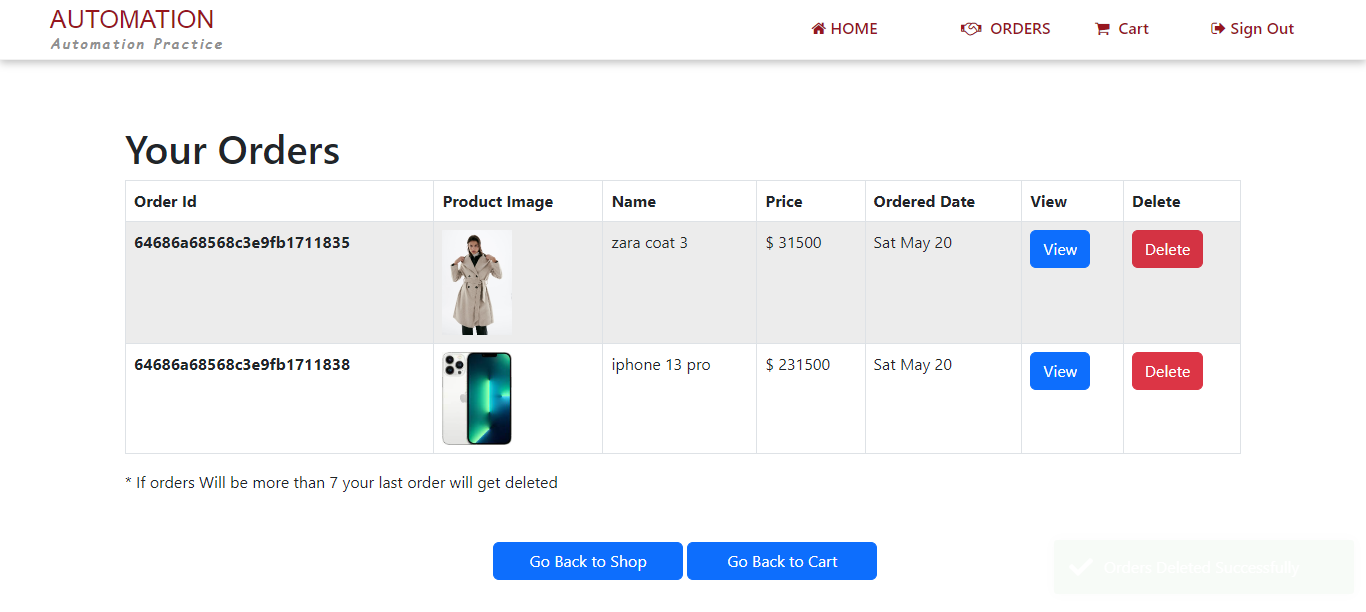 AUTOMATION
Automation Practice
HOME
ORDERS
Cart
Sign Out
Your Orders
Order Id Product Image Name Price Ordered Date View Delete
64686a68568c3e9fb1711835 zara coat 3 $ 31500 Sat May 20 View Delete
64686a68568c3e9fb1711838 iphone 13 pro $ 231500 Sat May 20 View Delete
* If orders Will be more than 7 your last order will get deleted
Go Back to Shop
Go Back to Cart
Orders Deleted Successfully